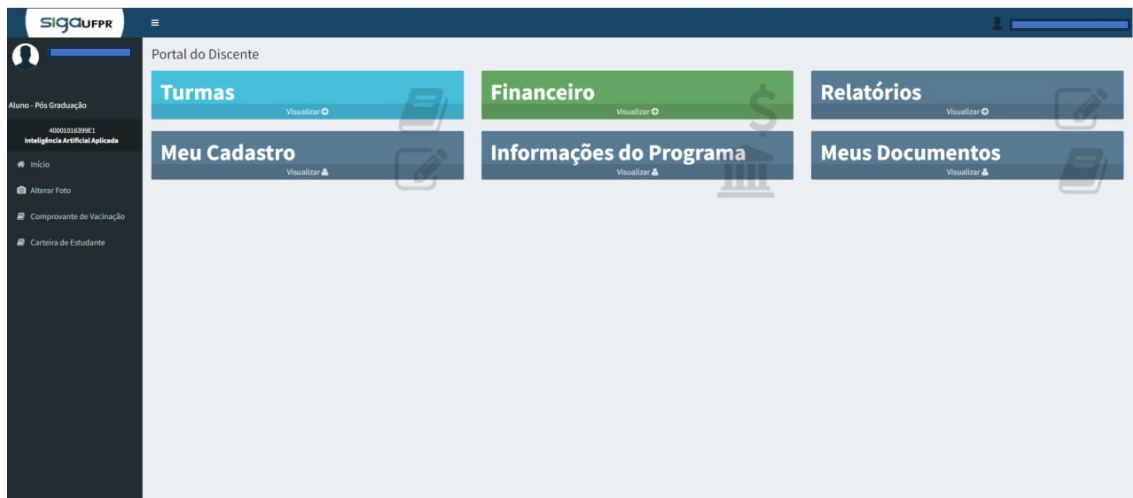 sigaUFPR
Aluno - Pós Graduação
40001016399E1
Inteligência Artificial Aplicada
Início
Alterar Foto
Comprovante de Vacinação
Carteira de Estudante
Portal do Discente
Turmas
Visualizar
Financeiro
Visualizar
Relatórios
Visualizar
Meu Cadastro
Visualizar
Informações do Programa
Visualizar
Meus Documentos
Visualizar